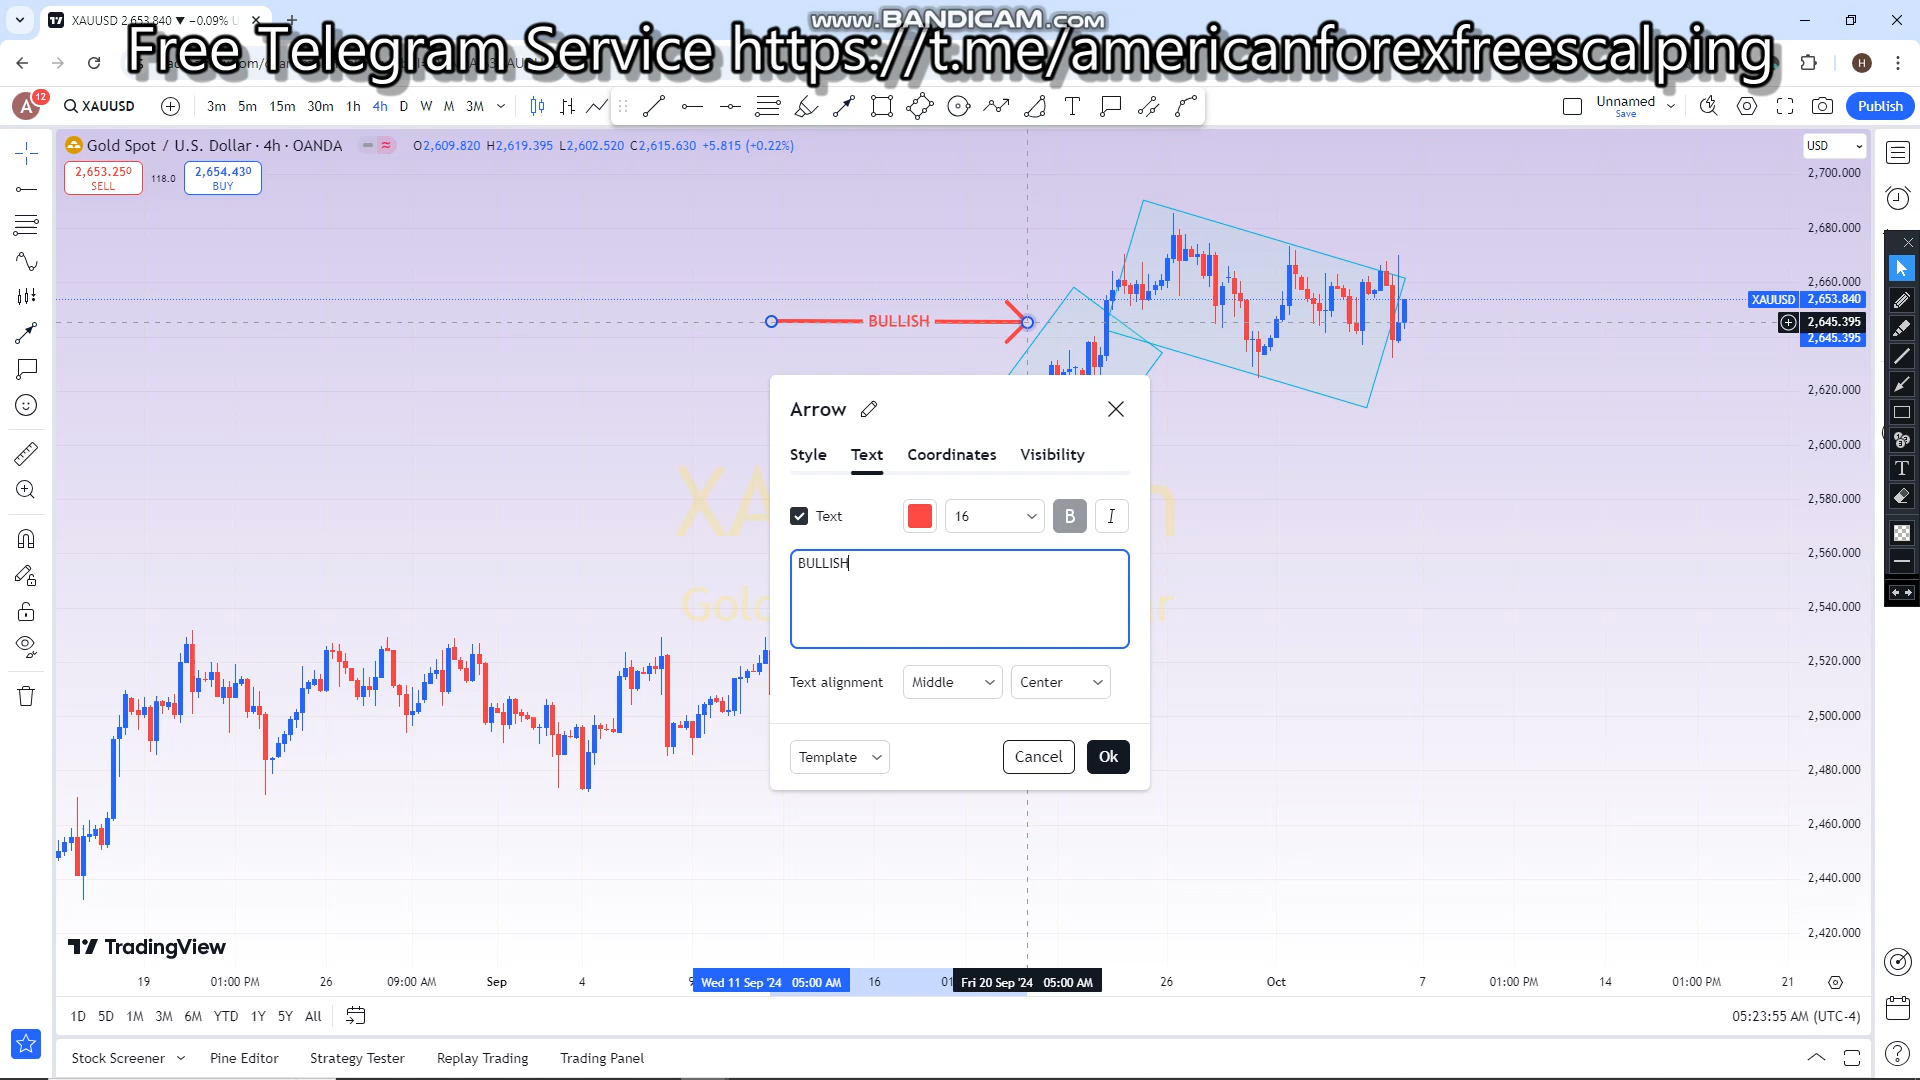 www.BANDICAM.com
XAUUSD 2,653.840 ▼ −0.09% U
Free Telegram Service https://t.me/americanforexfreescalping
H
A
12
XAUUSD
3m 5m 15m 30m 1h 4h D W M 3M
Unnamed
Save
Publish
Gold Spot / U.S. Dollar · 4h · OANDA
O2,609.820 H2,619.395 L2,602.520 C2,615.630 +5.815 (+0.22%)
USD
2,653.250
SELL
118.0
2,654.430
BUY
2,700.000
2,680.000
2,660.000
XAUUSD 2,653.840
BULLISH
2,645.395
2,645.395
2,620.000
2,600.000
2,580.000
2,560.000
2,540.000
2,520.000
2,500.000
2,480.000
2,460.000
2,440.000
2,420.000
Arrow
Style Text Coordinates Visibility
Text
16
B
I
BULLISH
Text alignment
Middle
Center
Template
Cancel
Ok
T
TradingView
19 01:00 PM 26 09:00 AM Sep 4 Wed 11 Sep '24 05:00 AM 16 Fri 20 Sep '24 05:00 AM 26 Oct 7 01:00 PM 14 01:00 PM 21
1D 5D 1M 3M 6M YTD 1Y 5Y All
05:23:55 AM (UTC-4)
Stock Screener Pine Editor Strategy Tester Replay Trading Trading Panel